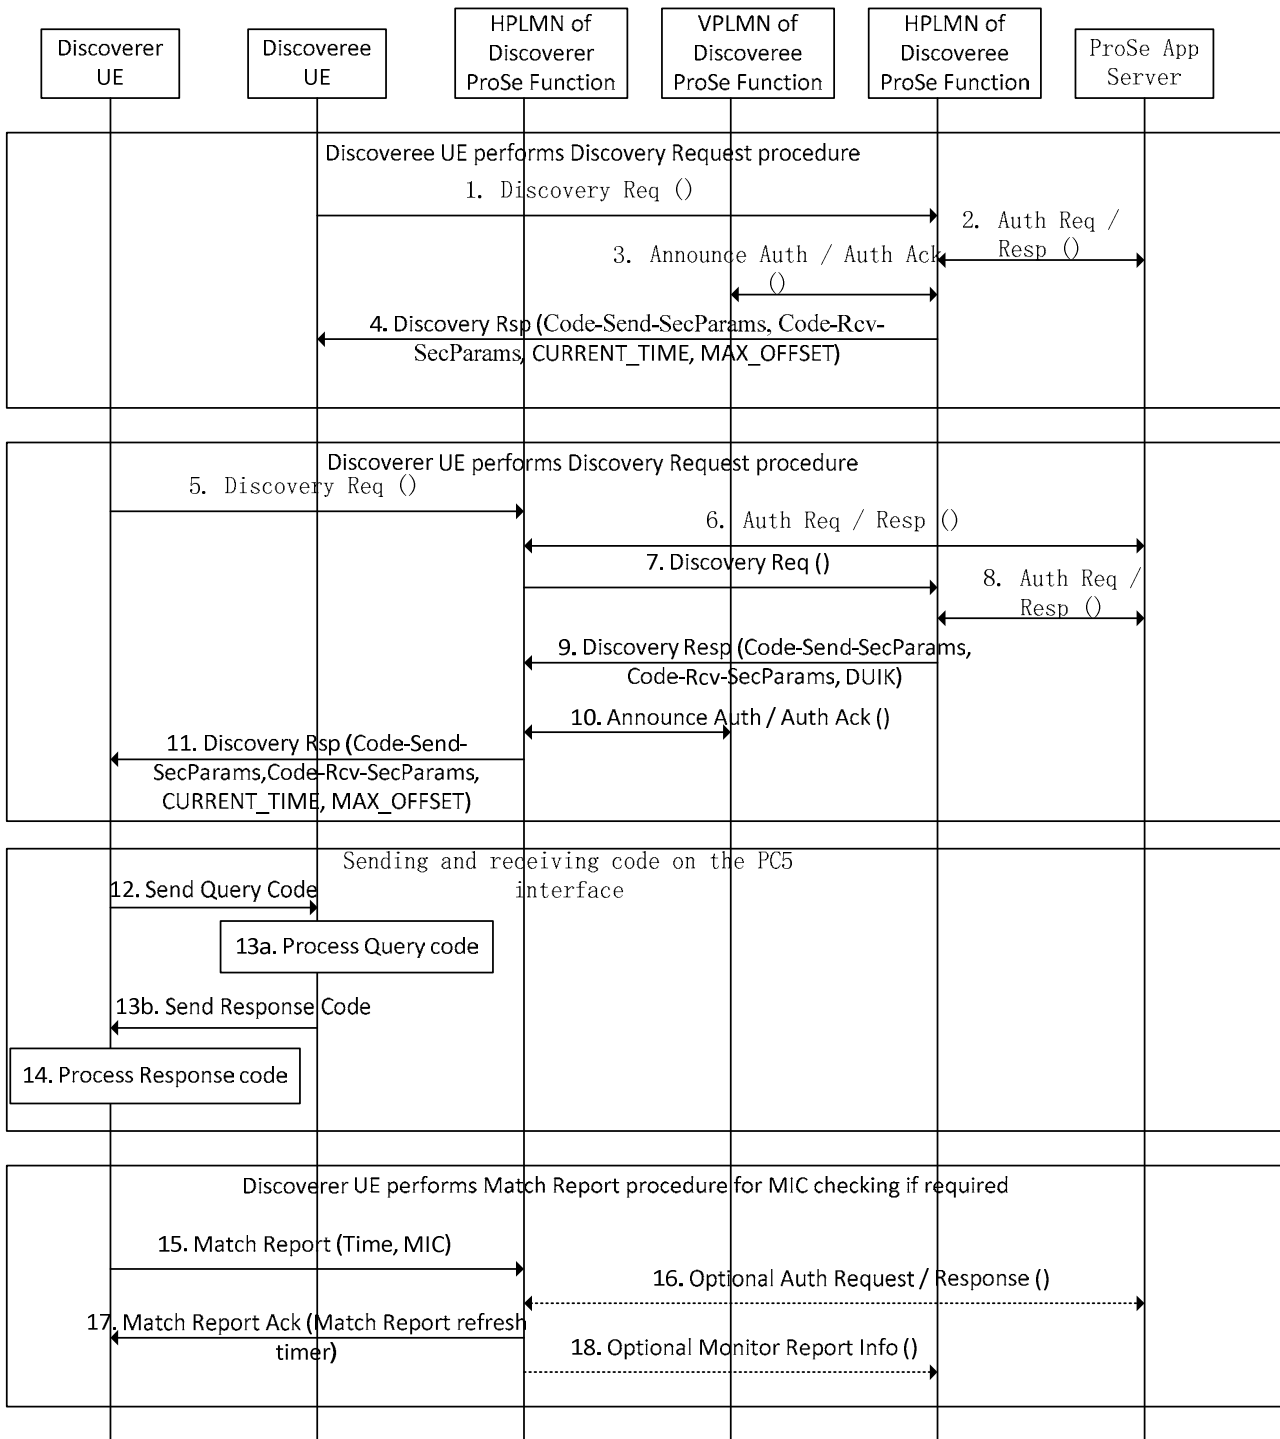 Discoverer
UE
Discoveree
UE
HPLMN of
Discoverer
ProSe Function
VPLMN of
Discoveree
ProSe Function
HPLMN of
Discoveree
ProSe Function
ProSe App
Server
Discoveree UE performs Discovery Request procedure
1. Discovery Req ()
2. Auth Req /
Resp ()
3. Announce Auth / Auth Ack
()
4. Discovery Rsp (Code-Send-SecParams, Code-Rcv-
SecParams, CURRENT_TIME, MAX_OFFSET)
Discoverer UE performs Discovery Request procedure
5. Discovery Req ()
6. Auth Req / Resp ()
7. Discovery Req ()
8. Auth Req /
Resp ()
9. Discovery Resp (Code-Send-SecParams,
Code-Rcv-SecParams, DUIK)
10. Announce Auth / Auth Ack ()
11. Discovery Rsp (Code-Send-
SecParams,Code-Rcv-SecParams,
CURRENT_TIME, MAX_OFFSET)
Sending and receiving code on the PC5
interface
12. Send Query Code
13a. Process Query code
13b. Send Response Code
14. Process Response code
Discoverer UE performs Match Report procedure for MIC checking if required
15. Match Report (Time, MIC)
16. Optional Auth Request / Response ()
17. Match Report Ack (Match Report refresh
timer)
18. Optional Monitor Report Info ()